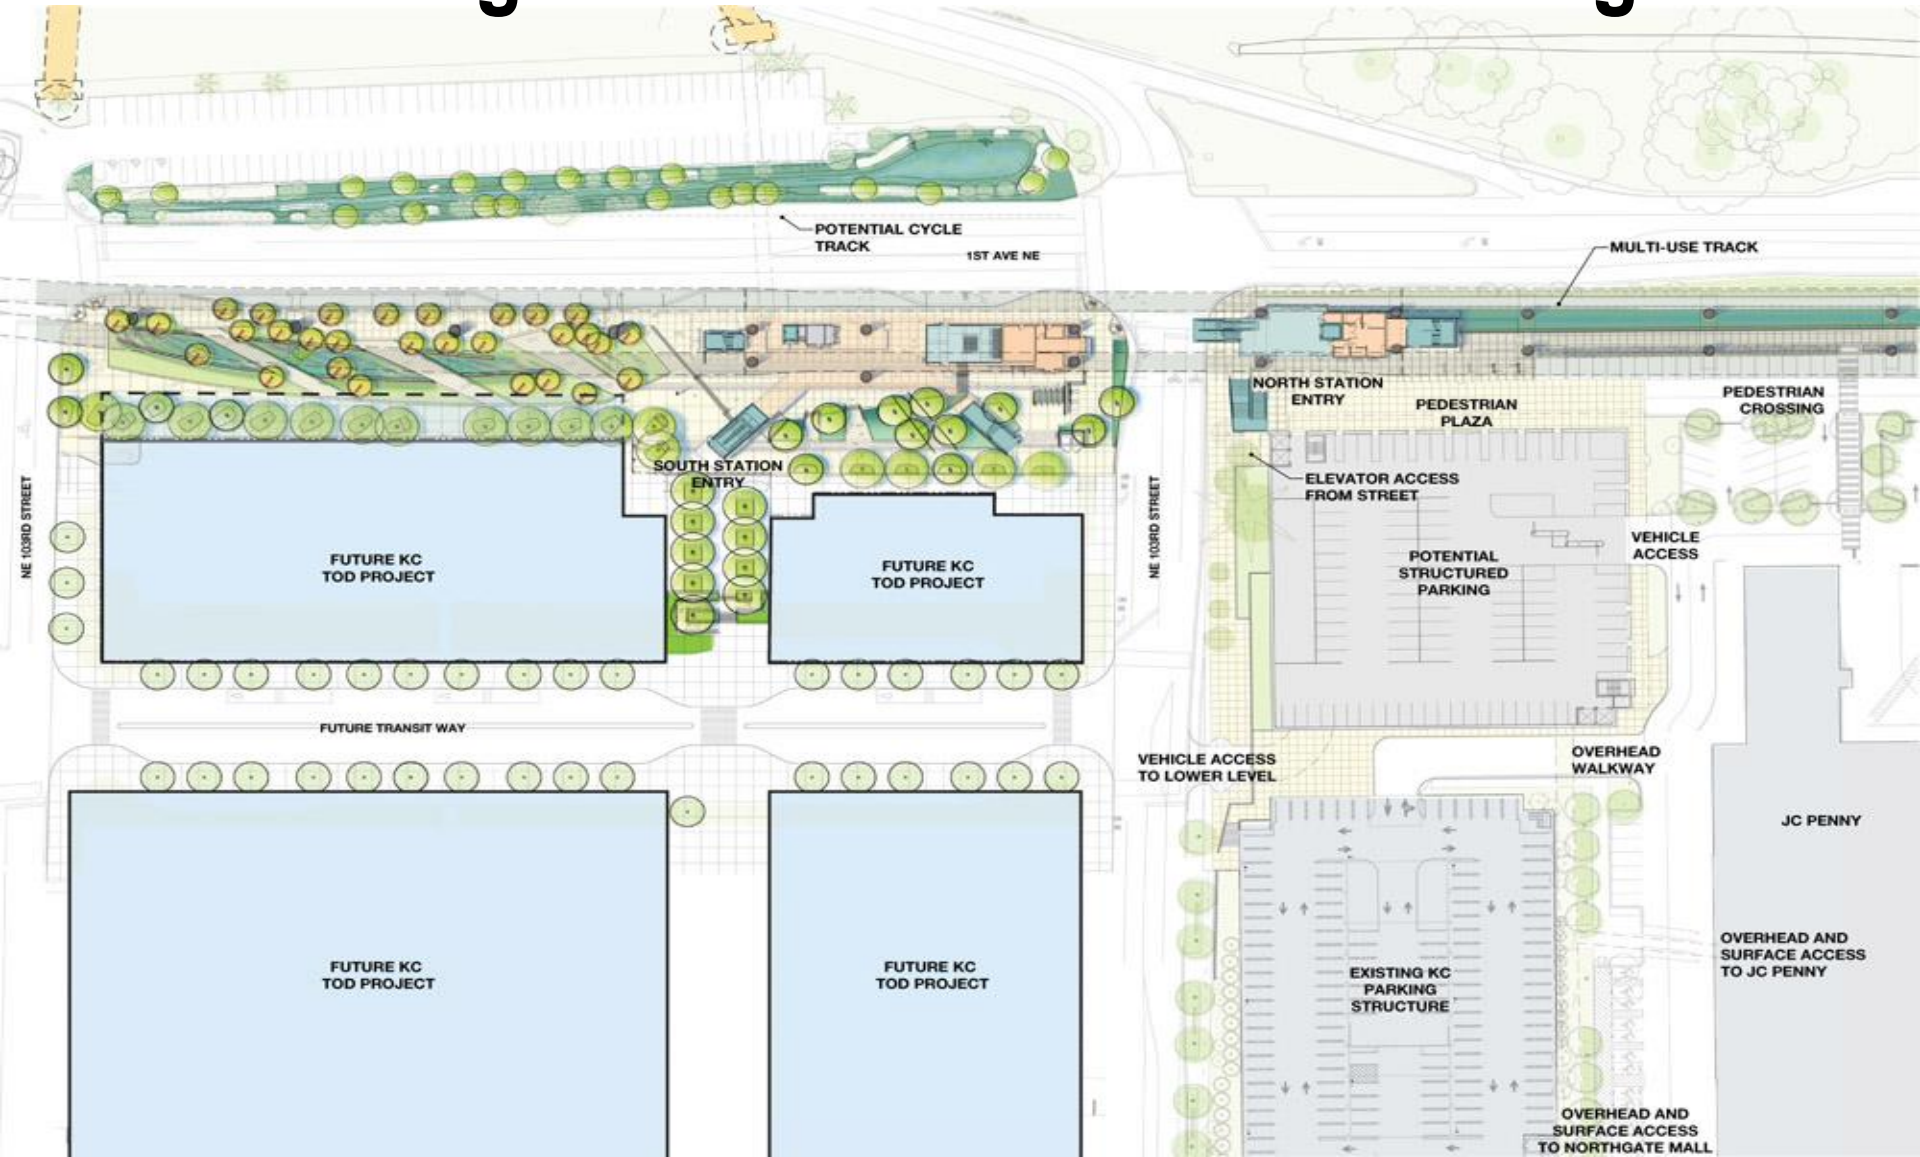 POTENTIAL CYCLE
TRACK
1ST AVE NE
MULTI-USE TRACK
NORTH STATION
ENTRY
PEDESTRIAN
PLAZA
PEDESTRIAN
CROSSING
SOUTH STATION
ENTRY
ELEVATOR ACCESS
FROM STREET
NE 103RD STREET
NE 103RD STREET
FUTURE KC
TOD PROJECT
FUTURE KC
TOD PROJECT
POTENTIAL
STRUCTURED
PARKING
VEHICLE
ACCESS
FUTURE TRANSIT WAY
VEHICLE ACCESS
TO LOWER LEVEL
OVERHEAD
WALKWAY
JC PENNY
FUTURE KC
TOD PROJECT
FUTURE KC
TOD PROJECT
EXISTING KC
PARKING
STRUCTURE
OVERHEAD AND
SURFACE ACCESS
TO JC PENNY
OVERHEAD AND
SURFACE ACCESS
TO NORTHGATE MALL